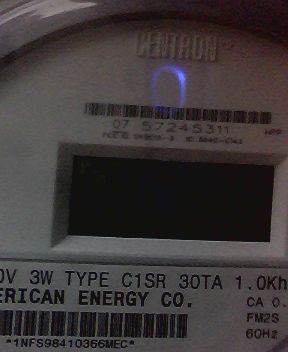 CENTRON
07 57245311
0V 3W TYPE C1SR 30TA 1.0Kh
ERICAN ENERGY CO.
CA 0.
FM2S
60Hz
*1NFS98410366MEC*